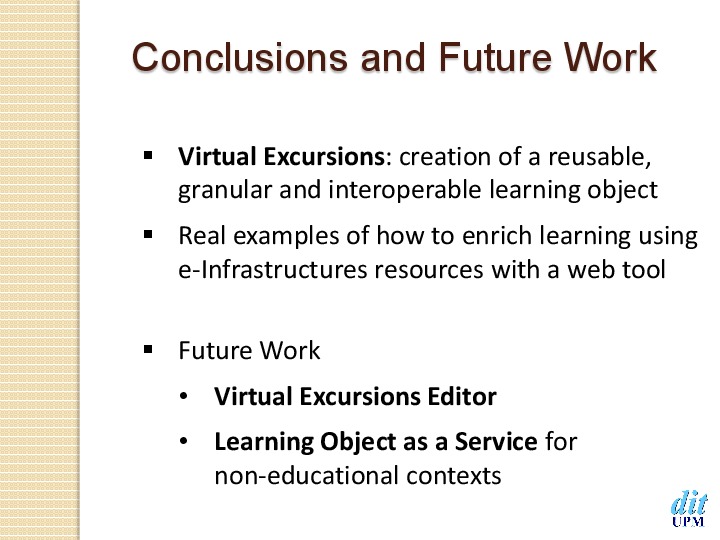 Conclusions and Future Work
▪ Virtual Excursions: creation of a reusable,
granular and interoperable learning object
▪ Real examples of how to enrich learning using
e-Infrastructures resources with a web tool
▪ Future Work
• Virtual Excursions Editor
• Learning Object as a Service for
non-educational contexts
dit
UPM